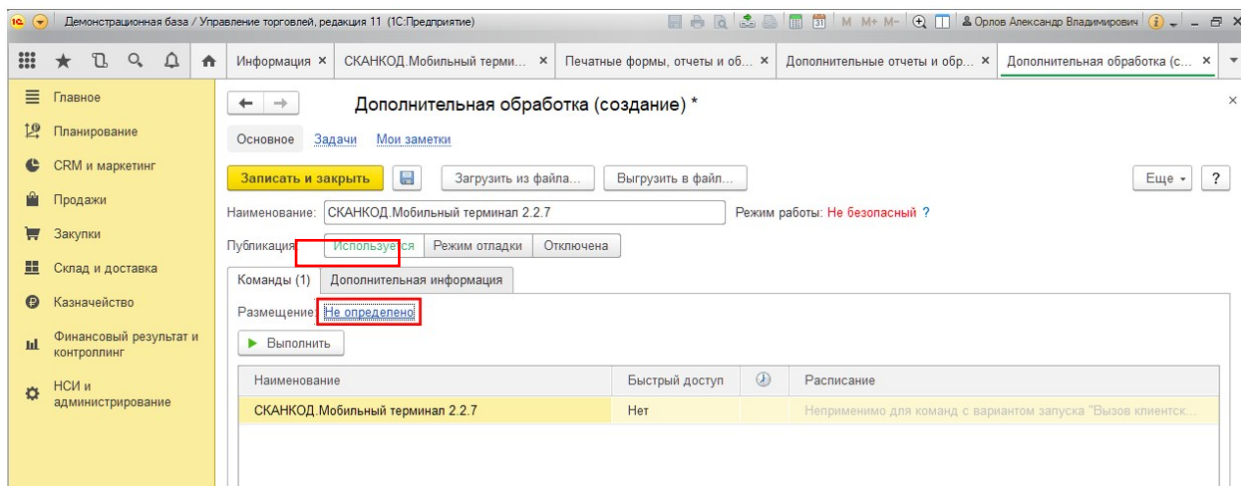 1С Демонстрационная база / Управление торговлей, редакция 11 (1С:Предприятие) M M+ M- Орлов Александр Владимирович
Информация × СКАНКОД.Мобильный терми... × Печатные формы, отчеты и об... × Дополнительные отчеты и обр... × Дополнительная обработка (с... ×
Главное
Планирование
CRM и маркетинг
Продажи
Закупки
Склад и доставка
Казначейство
Финансовый результат и
контроллинг
НСИ и
администрирование
Дополнительная обработка (создание) *
Основное Задачи Мои заметки
Записать и закрыть Загрузить из файла... Выгрузить в файл... Еще ?
Наименование: СКАНКОД.Мобильный терминал 2.2.7 Режим работы: Не безопасный ?
Публикация Используется Режим отладки Отключена
Команды (1) Дополнительная информация
Размещение: Не определено
Выполнить
Наименование Быстрый доступ Расписание
СКАНКОД.Мобильный терминал 2.2.7 Нет Неприменимо для команд с вариантом запуска "Вызов клиентск...